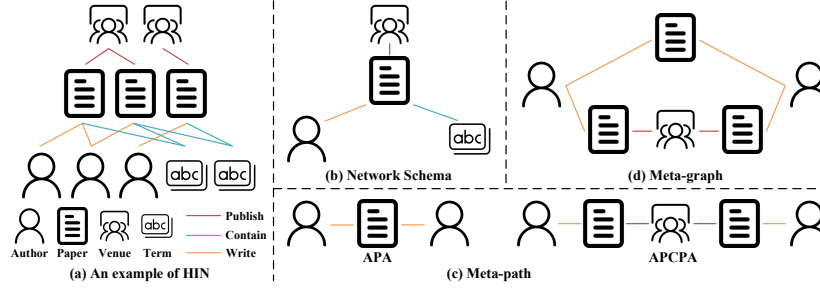 abc
abc
abc
abc
Author
Paper
Venue
Term
Publish
Contain
Write
(a) An example of HIN
(b) Network Schema
(d) Meta-graph
APA
APCPA
(c) Meta-path